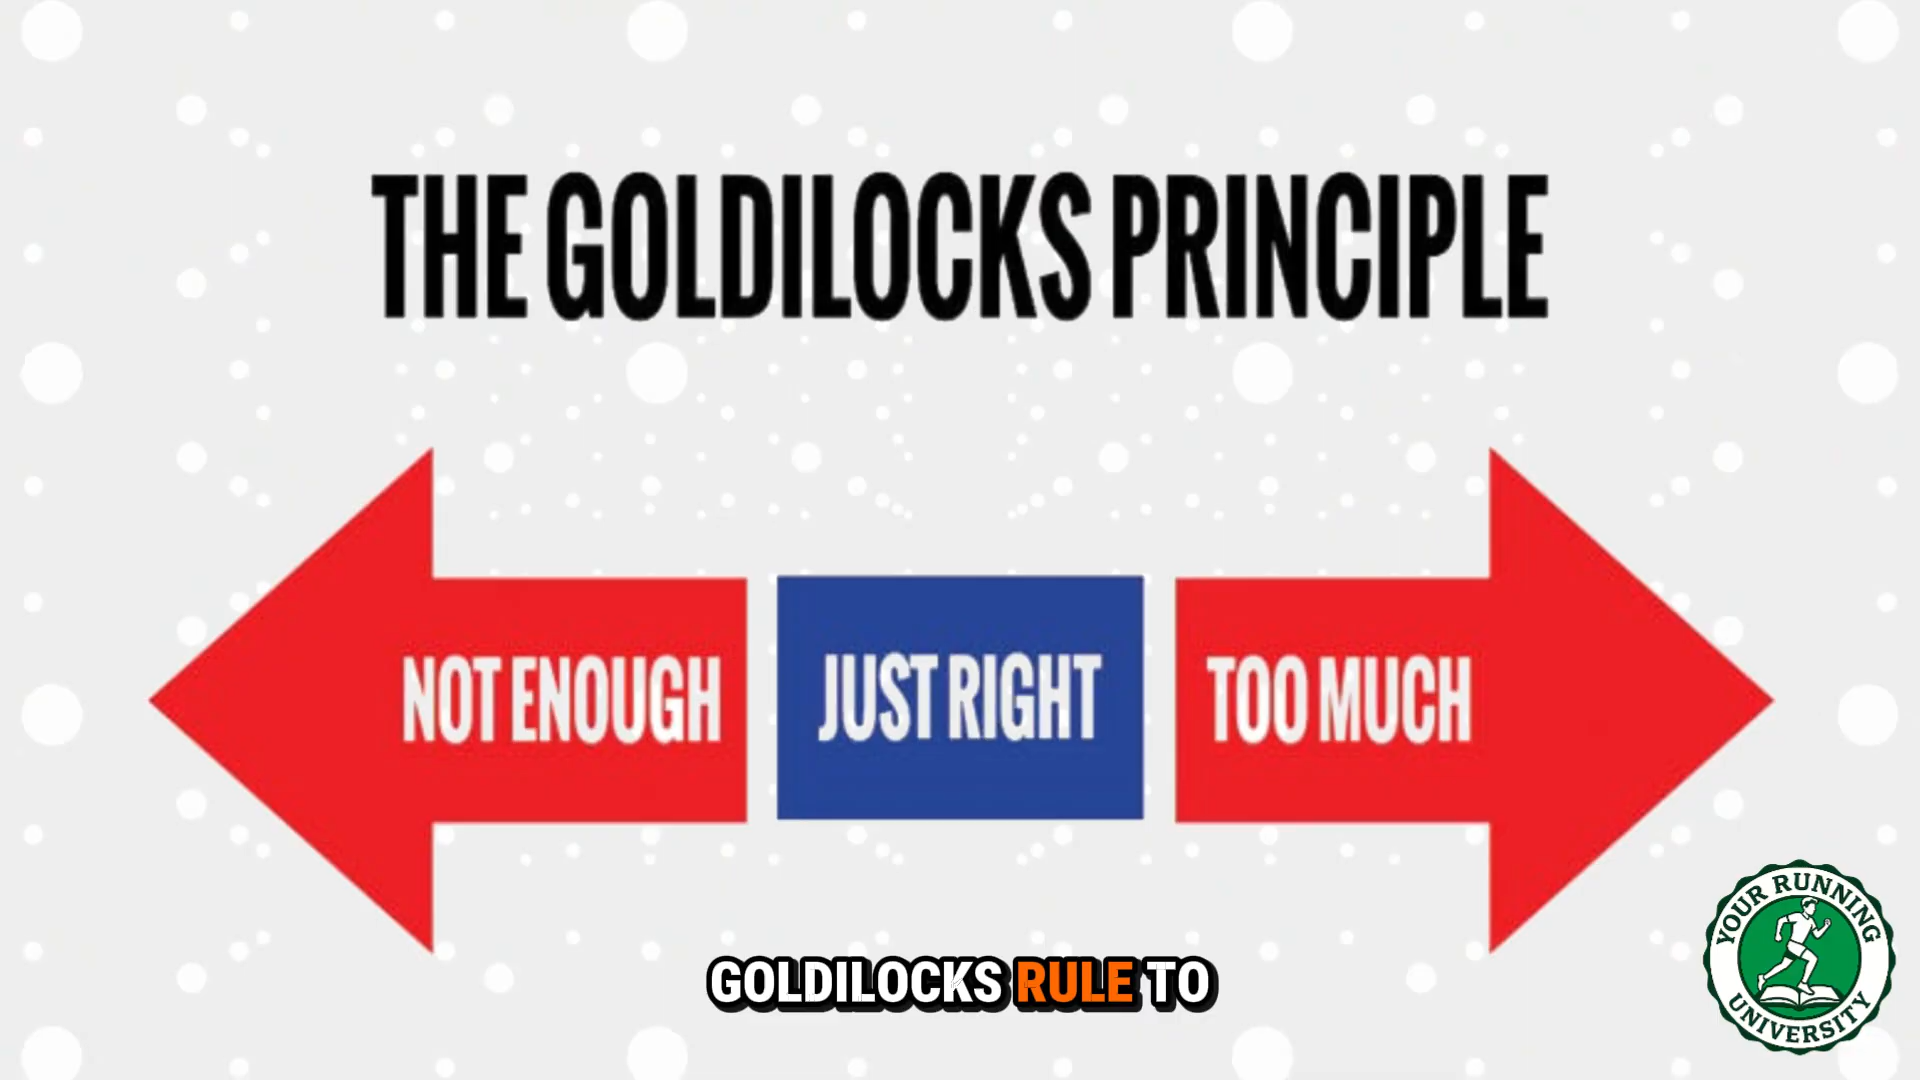 THE GOLDILOCKS PRINCIPLE
NOT ENOUGH
JUST RIGHT
TOO MUCH
GOLDILOCKS RULE TO
YOUR RUNNING
UNIVERSITY